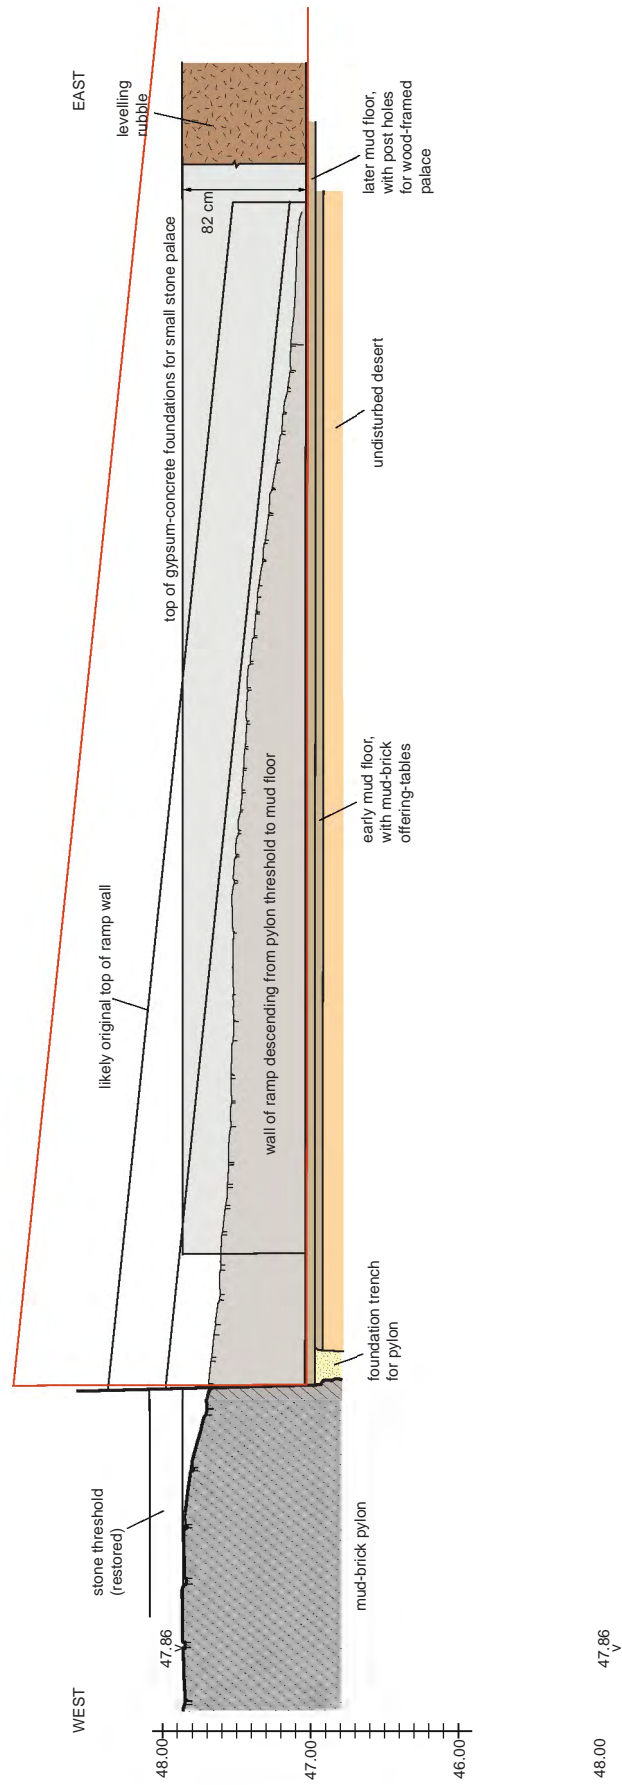 WEST
EAST
48.00
47.00
46.00
47.86
v
stone threshold
(restored)
mud-brick pylon
foundation trench
for pylon
likely original top of ramp wall
wall of ramp descending from pylon threshold to mud floor
early mud floor,
with mud-brick
offering-tables
top of gypsum-concrete foundations for small stone palace
undisturbed desert
82 cm
levelling
rubble
later mud floor,
with post holes
for wood-framed
palace
48.00
47.86
v